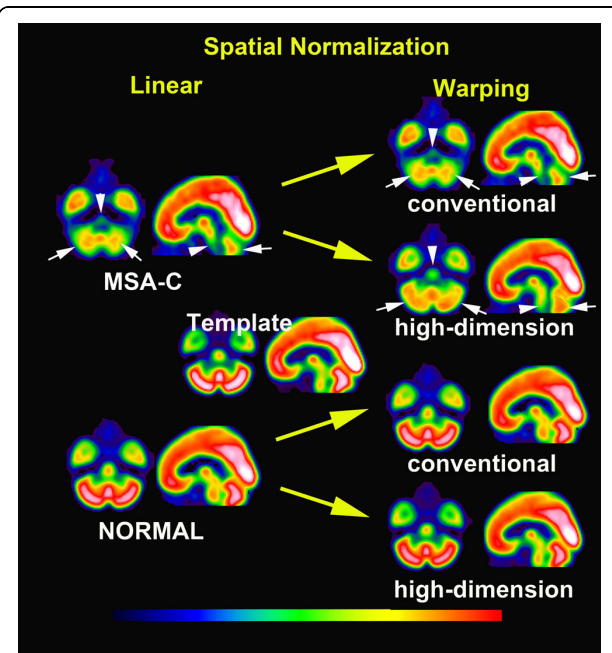 Spatial Normalization
Linear
Warping
conventional
MSA-C
high-dimension
Template
conventional
NORMAL
high-dimension